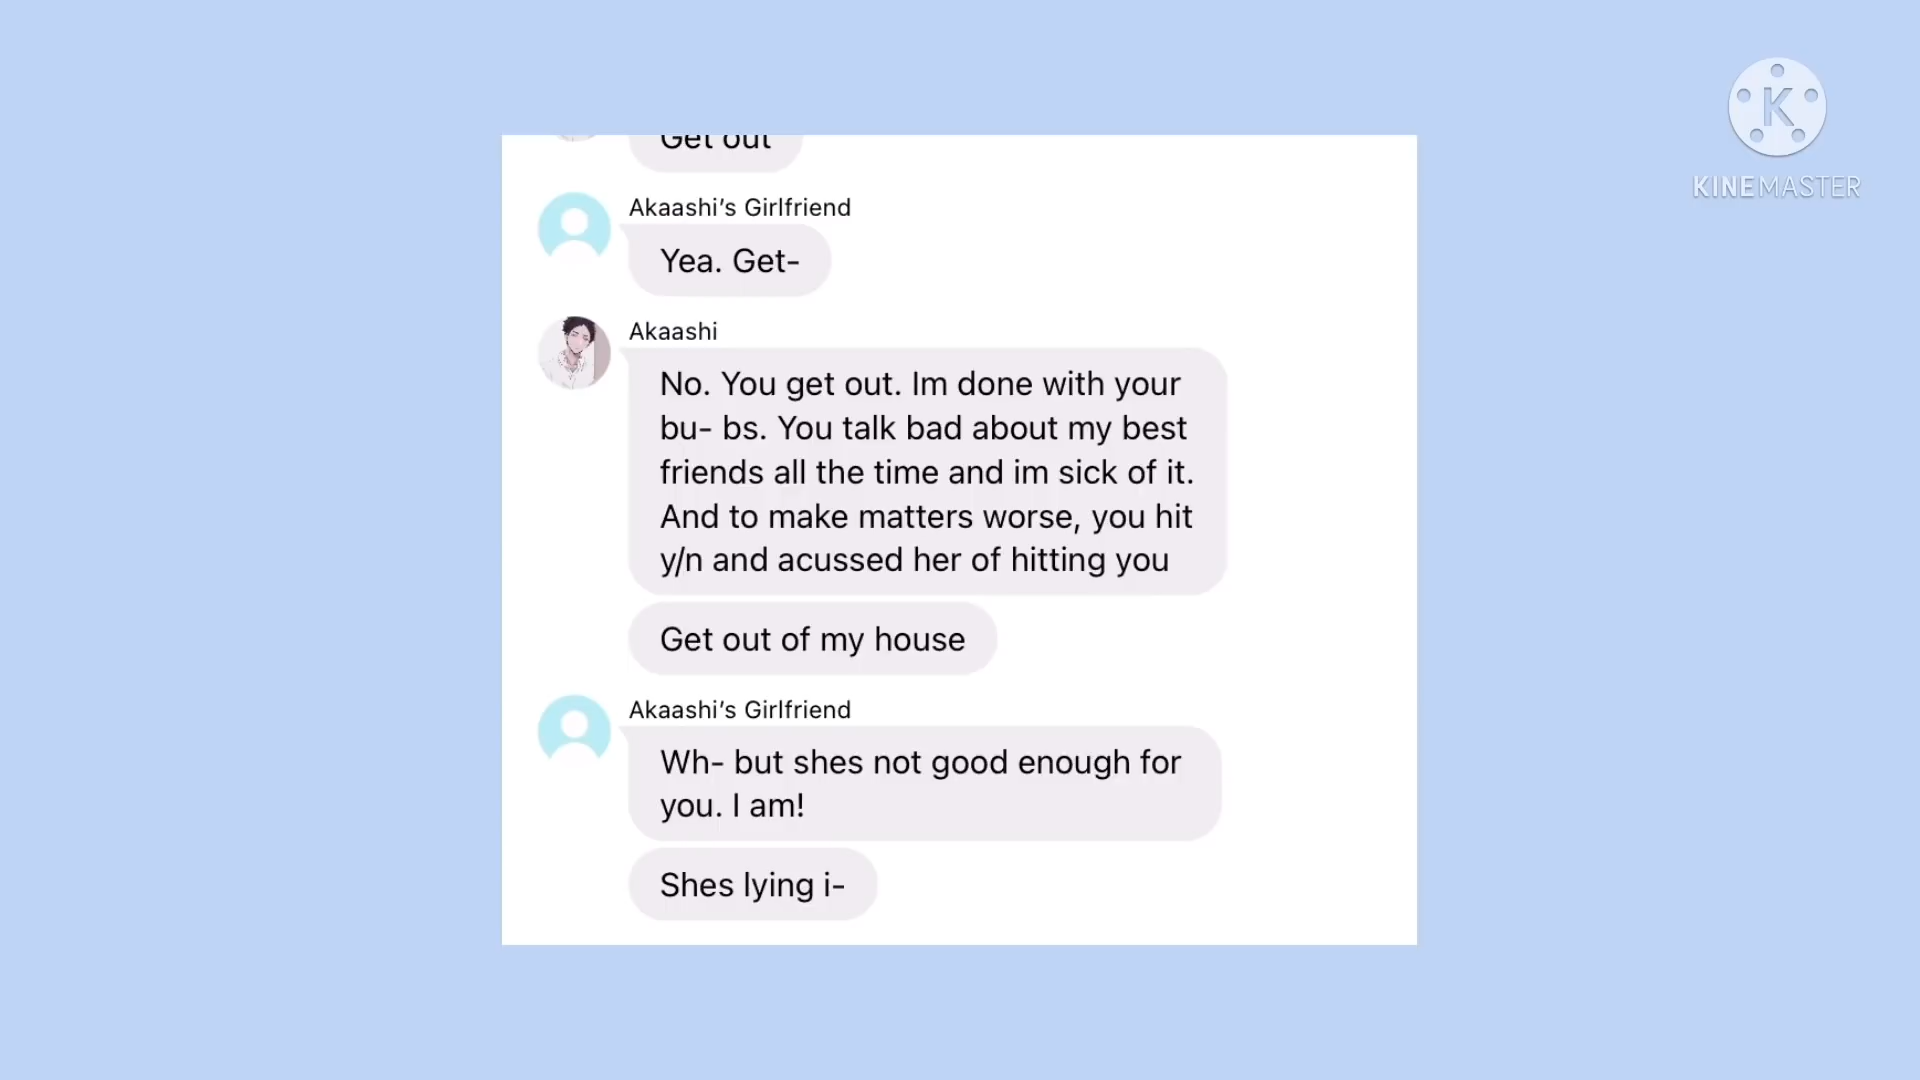 Get out
Akaashi’s Girlfriend
Yea. Get-
Akaashi
No. You get out. Im done with your
bu- bs. You talk bad about my best
friends all the time and im sick of it.
And to make matters worse, you hit
y/n and acussed her of hitting you
Get out of my house
Akaashi’s Girlfriend
Wh- but shes not good enough for
you. I am!
Shes lying i-
K
KINEMASTER